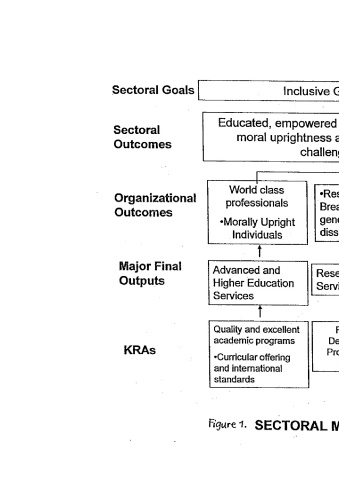 Sectoral Goals
Inclusive G
Sectoral
Outcomes
Educated, empowered
moral uprightness a
challeng
Organizational
Outcomes
World class
professionals
•Morally Upright
Individuals
•Res
Brea
gene
diss
Major Final
Outputs
Advanced and
Higher Education
Services
Rese
Servi
KRAs
Quality and excellent
academic programs
•Curricular offering
and international
standards
F
De
Pro
Figure 1. SECTORAL M